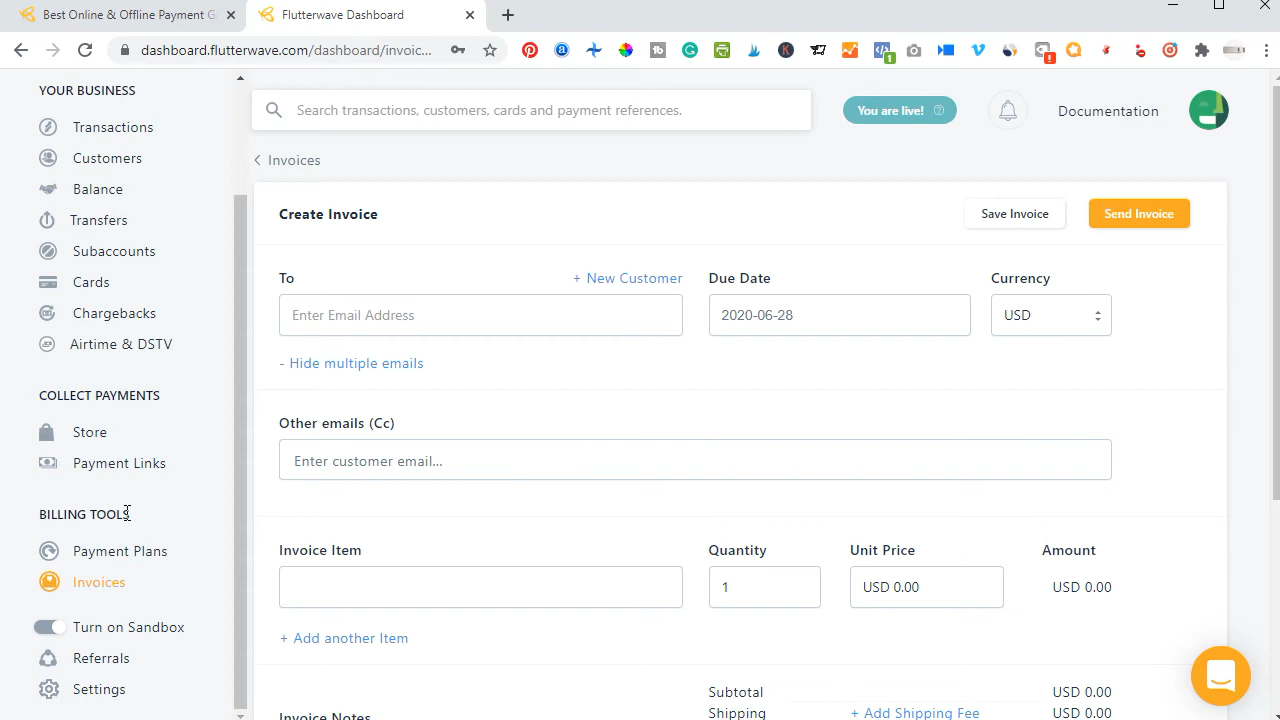 Best Online & Offline Payment G
Flutterwave Dashboard
dashboard.flutterwave.com/dashboard/invoic...
YOUR BUSINESS
Transactions
Customers
Balance
Transfers
Subaccounts
Cards
Chargebacks
Airtime & DSTV
COLLECT PAYMENTS
Store
Payment Links
BILLING TOOLS
Payment Plans
Invoices
Turn on Sandbox
Referrals
Settings
Search transactions, customers, cards and payment references.
You are live!
Documentation
Invoices
Create Invoice
Save Invoice
Send Invoice
To
+ New Customer
Due Date
Currency
Enter Email Address
2020-06-28
USD
- Hide multiple emails
Other emails (Cc)
Enter customer email...
Invoice Item
Quantity
Unit Price
Amount
1
USD 0.00
USD 0.00
+ Add another Item
Subtotal
USD 0.00
Invoice Notes
Shipping
+ Add Shipping Fee
USD 0.00